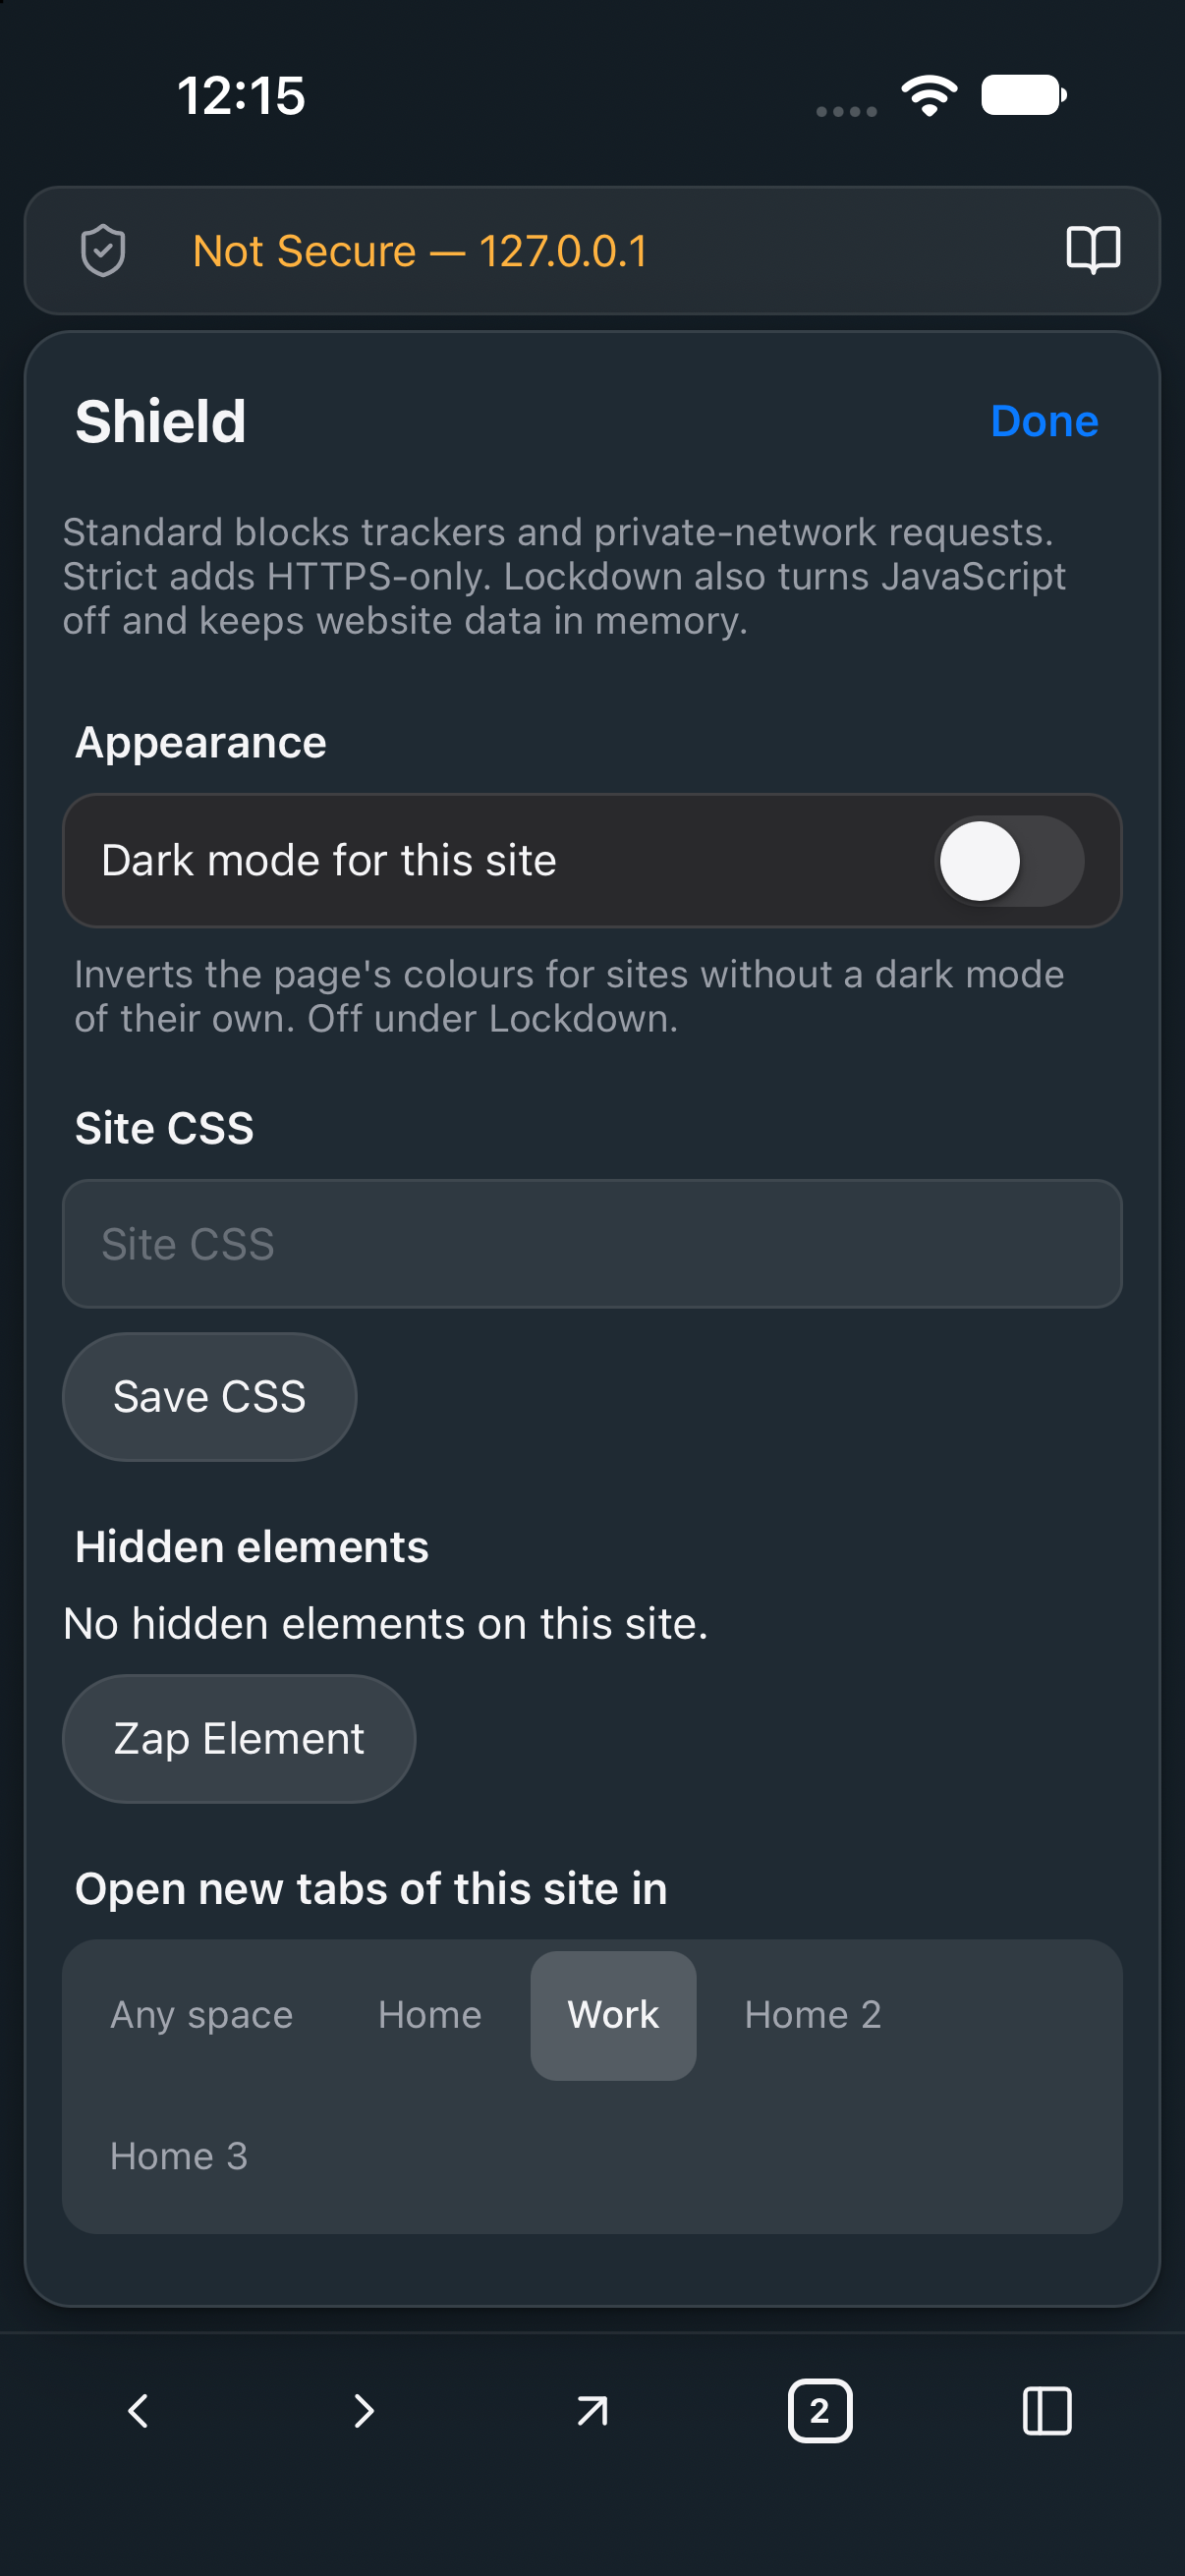 12:15
Not Secure — 127.0.0.1
Shield
Done
Standard blocks trackers and private-network requests.
Strict adds HTTPS-only. Lockdown also turns JavaScript
off and keeps website data in memory.
Appearance
Dark mode for this site
Inverts the page's colours for sites without a dark mode
of their own. Off under Lockdown.
Site CSS
Site CSS
Save CSS
Hidden elements
No hidden elements on this site.
Zap Element
Open new tabs of this site in
Any space Home Work Home 2
Home 3
2